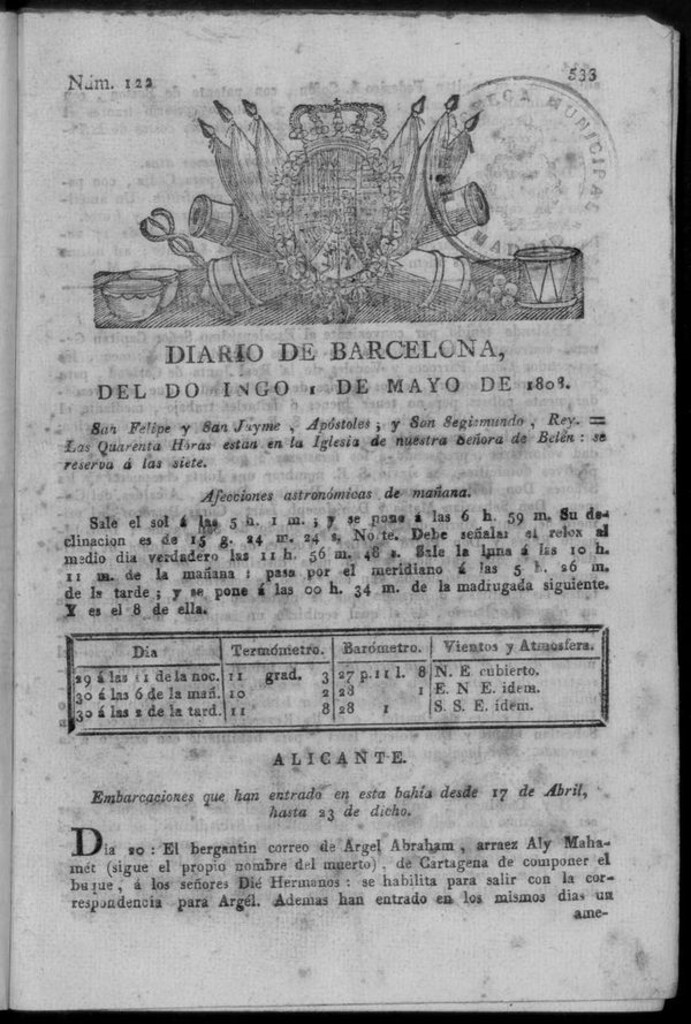 Núm. 122
533
TECA MUNICIPAL
MADRID
DIARIO DE BARCELONA,
DEL DO INGO 1 DE MAYO DE 1808.
San Felipe y San Jayme, Apóstoles; y San Segismundo, Rey. =
Las Quarenta Horas estan en la Iglesia de nuestra Señora de Belén: se
reserva á las siete.
Afecciones astronómicas de mañana.
Sale el sol á las 5 h. 1 m.; y se pone á las 6 h. 59 m. Su de-
clinacion es de 15 g. 24 m. 24 s. Norte. Debe señalar el relox al
medio dia verdadero las 11 h. 56 m. 48 s. Sale la luna á las 10 h.
11 m. de la mañana: pasa por el meridiano á las 5 h. 26 m.
de la tarde; y se pone á las 00 h. 34 m. de la madrugada siguiente.
Y es el 8 de ella.
Dia Termómetro. Barómetro. Vientos y Atmosfera.
29 á las 11 de la noc. 11 grad. 3 27 p. 11 l. 8 N. E. cubierto.
30 á las 6 de la mañ. 10 2 28 1 E. N E. idem.
30 á las 2 de la tard. 11 8 28 1 S. S. E. idem.
ALICANTE.
Embarcaciones que han entrado en esta bahía desde 17 de Abril,
hasta 23 de dicho.
Dia 20: El bergantin correo de Argel Abraham, arraez Aly Maha-
mét (sigue el propio nombre del muerto), de Cartagena de componer el
buque, á los señores Dié Hermanos: se habilita para salir con la cor-
respondencia para Argél. Ademas han entrado en los mismos dias un
ame-